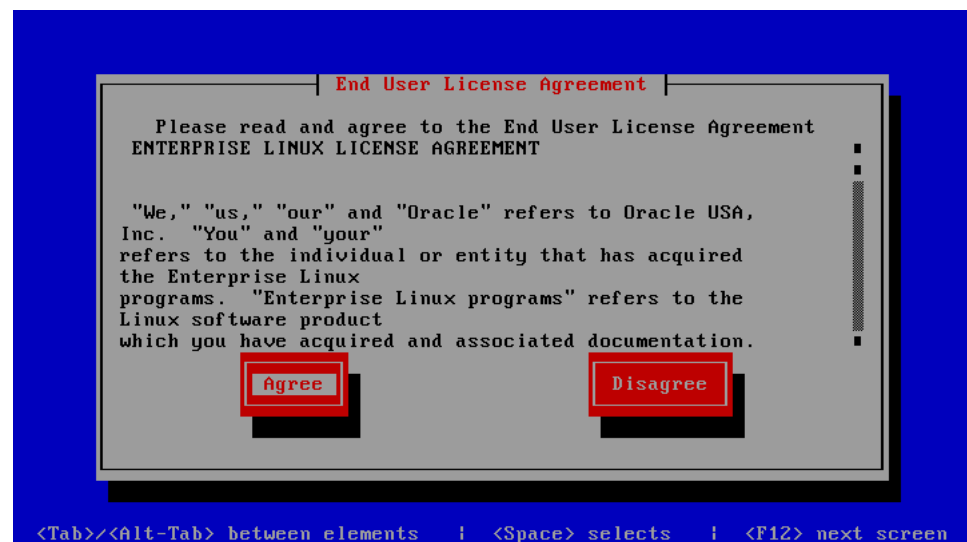 End User License Agreement
Please read and agree to the End User License Agreement
ENTERPRISE LINUX LICENSE AGREEMENT
"We," "us," "our" and "Oracle" refers to Oracle USA,
Inc.  "You" and "your"
refers to the individual or entity that has acquired
the Enterprise Linux
programs.  "Enterprise Linux programs" refers to the
Linux software product
which you have acquired and associated documentation.
Agree Disagree
<Tab>/<Alt-Tab> between elements | <Space> selects | <F12> next screen